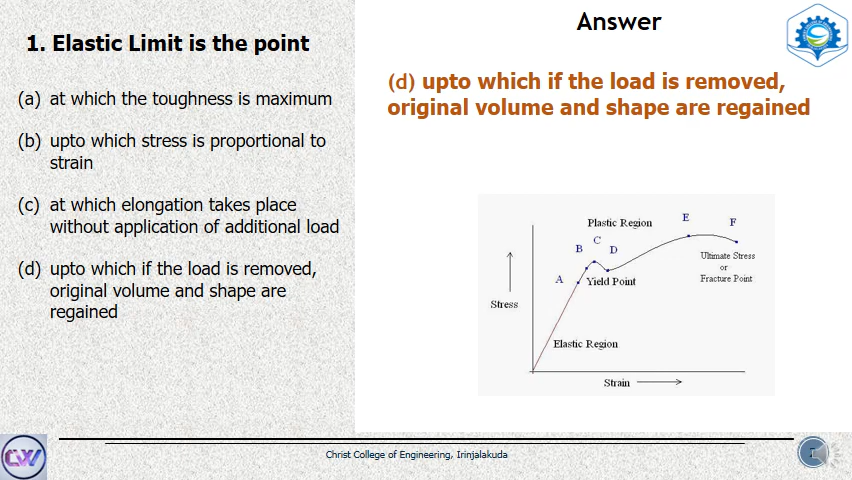 1. Elastic Limit is the point
(a) at which the toughness is maximum
(b) upto which stress is proportional to
strain
(c) at which elongation takes place
without application of additional load
(d) upto which if the load is removed,
original volume and shape are
regained
Answer
(d) upto which if the load is removed,
original volume and shape are regained
Plastic Region
E
F
B
C
D
A
Yield Point
Ultimate Stress
or
Fracture Point
Stress
Elastic Region
Strain
Christ College of Engineering, Irinjalakuda